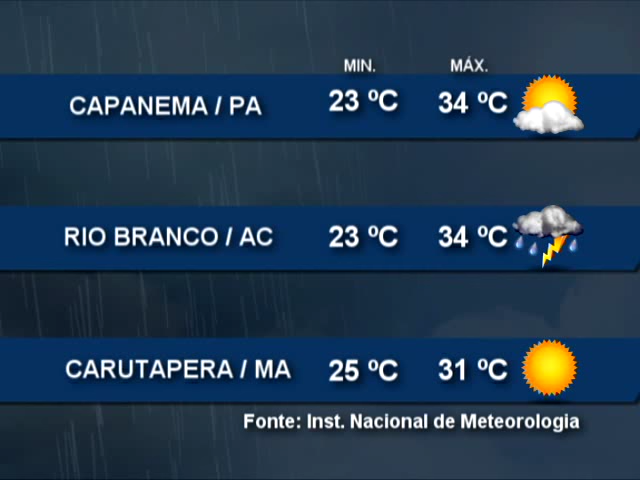 MIN. MÁX.
CAPANEMA / PA 23 ºC 34 ºC
RIO BRANCO / AC 23 ºC 34 ºC
CARUTAPERA / MA 25 ºC 31 ºC
Fonte: Inst. Nacional de Meteorologia